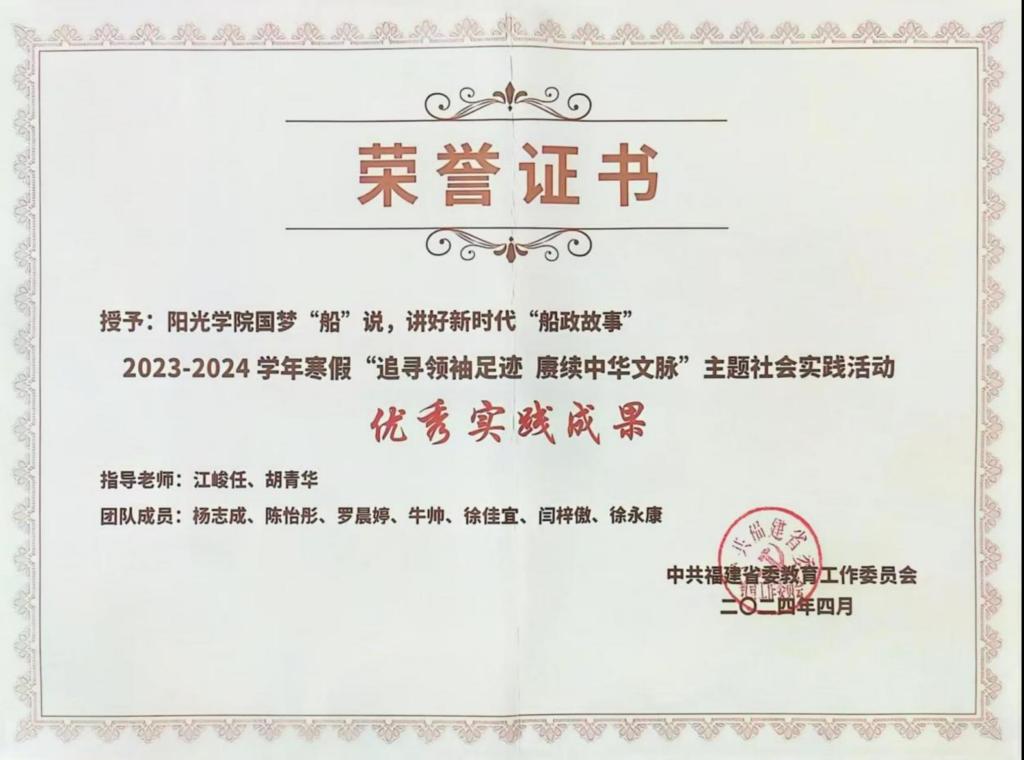 荣誉证书
授予：阳光学院国梦“船”说，讲好新时代“船政故事”
2023-2024 学年寒假“追寻领袖足迹 赓续中华文脉”主题社会实践活动
优秀实践成果
指导老师：江峻任、胡青华
团队成员：杨志成、陈怡彤、罗晨婷、牛帅、徐佳宜、闫梓傲、徐永康
共福建省委
中共福建省委教育工作委员会
二〇二四年四月